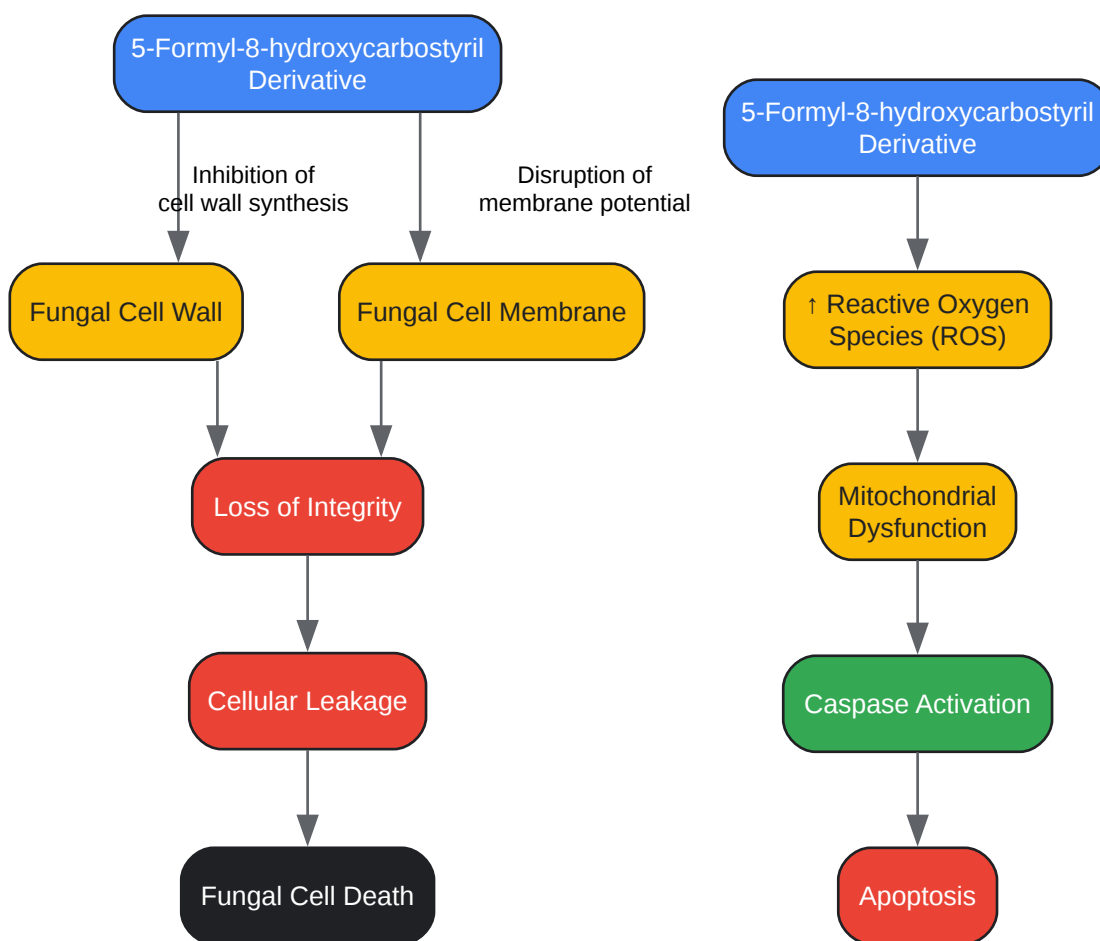 5-Formyl-8-hydroxycarbostyril
Derivative
Inhibition of
cell wall synthesis
Disruption of
membrane potential
Fungal Cell Wall
Fungal Cell Membrane
Loss of Integrity
Cellular Leakage
Fungal Cell Death
5-Formyl-8-hydroxycarbostyril
Derivative
↑ Reactive Oxygen
Species (ROS)
Mitochondrial
Dysfunction
Caspase Activation
Apoptosis